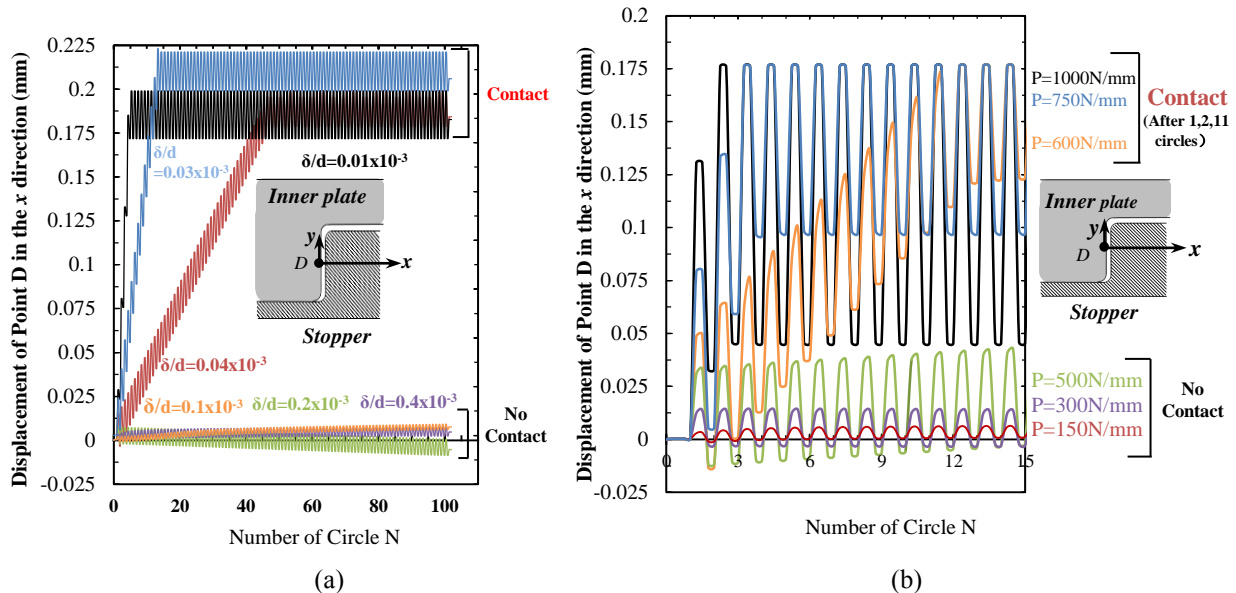 Displacement of Point D in the x direction (mm)
0.225
0.2
0.175
0.15
0.125
0.1
0.075
0.05
0.025
0
-0.025
0
20
40
60
80
100
Number of Circle N
Contact
δ/d
=0.03x10-3
δ/d=0.01x10-3
Inner plate
y
D
x
Stopper
δ/d=0.04x10-3
δ/d=0.1x10-3
δ/d=0.2x10-3
δ/d=0.4x10-3
No
Contact
(a)
Displacement of Point D in the x direction (mm)
0.2
0.175
0.15
0.125
0.1
0.075
0.05
0.025
0
-0.025
0
3
6
9
12
15
Number of Circle N
P=1000N/mm
P=750N/mm
P=600N/mm
Contact
(After 1,2,11
circles)
Inner plate
y
D
x
Stopper
P=500N/mm
P=300N/mm
P=150N/mm
No
Contact
(b)